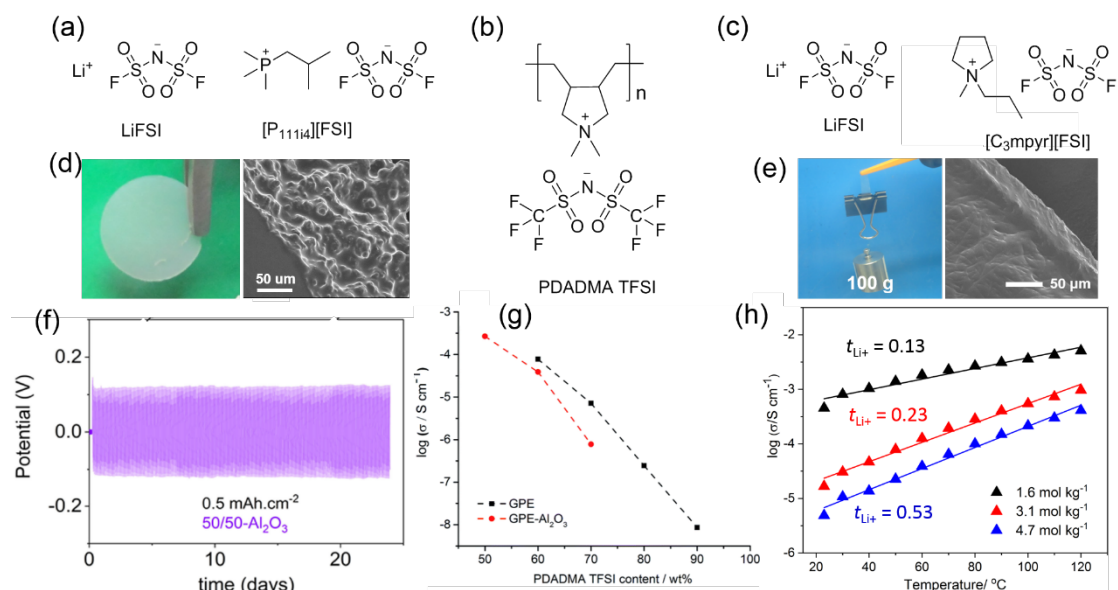 (a)
Li+
O O
N-
S S
F O O F
LiFSI
P+
O O
N-
S S
F O O F
[P111i4][FSI]
(b)
n
N+
O N- O
F S S F
F C O O C F
F F
PDADMA TFSI
(c)
Li+
O O
N-
S S
F O O F
LiFSI
N+
O O
N-
S S
F O O F
[C3mpyr][FSI]
(d)
50 um
(e)
100 g
50 µm
(f)
Potential (V)
0.2
0.0
-0.2
0.5 mAh.cm-2
50/50-Al2O3
0 10 20
time (days)
(g)
log (σ / S cm-1)
-3
-4
-5
-6
-7
-8
GPE
GPE-Al2O3
50 60 70 80 90 100
PDADMA TFSI content / wt%
(h)
log (σ/S cm-1)
-2
-3
-4
-5
-6
tLi+ = 0.13
tLi+ = 0.23
tLi+ = 0.53
1.6 mol kg-1
3.1 mol kg-1
4.7 mol kg-1
20 40 60 80 100 120
Temperature/ °C